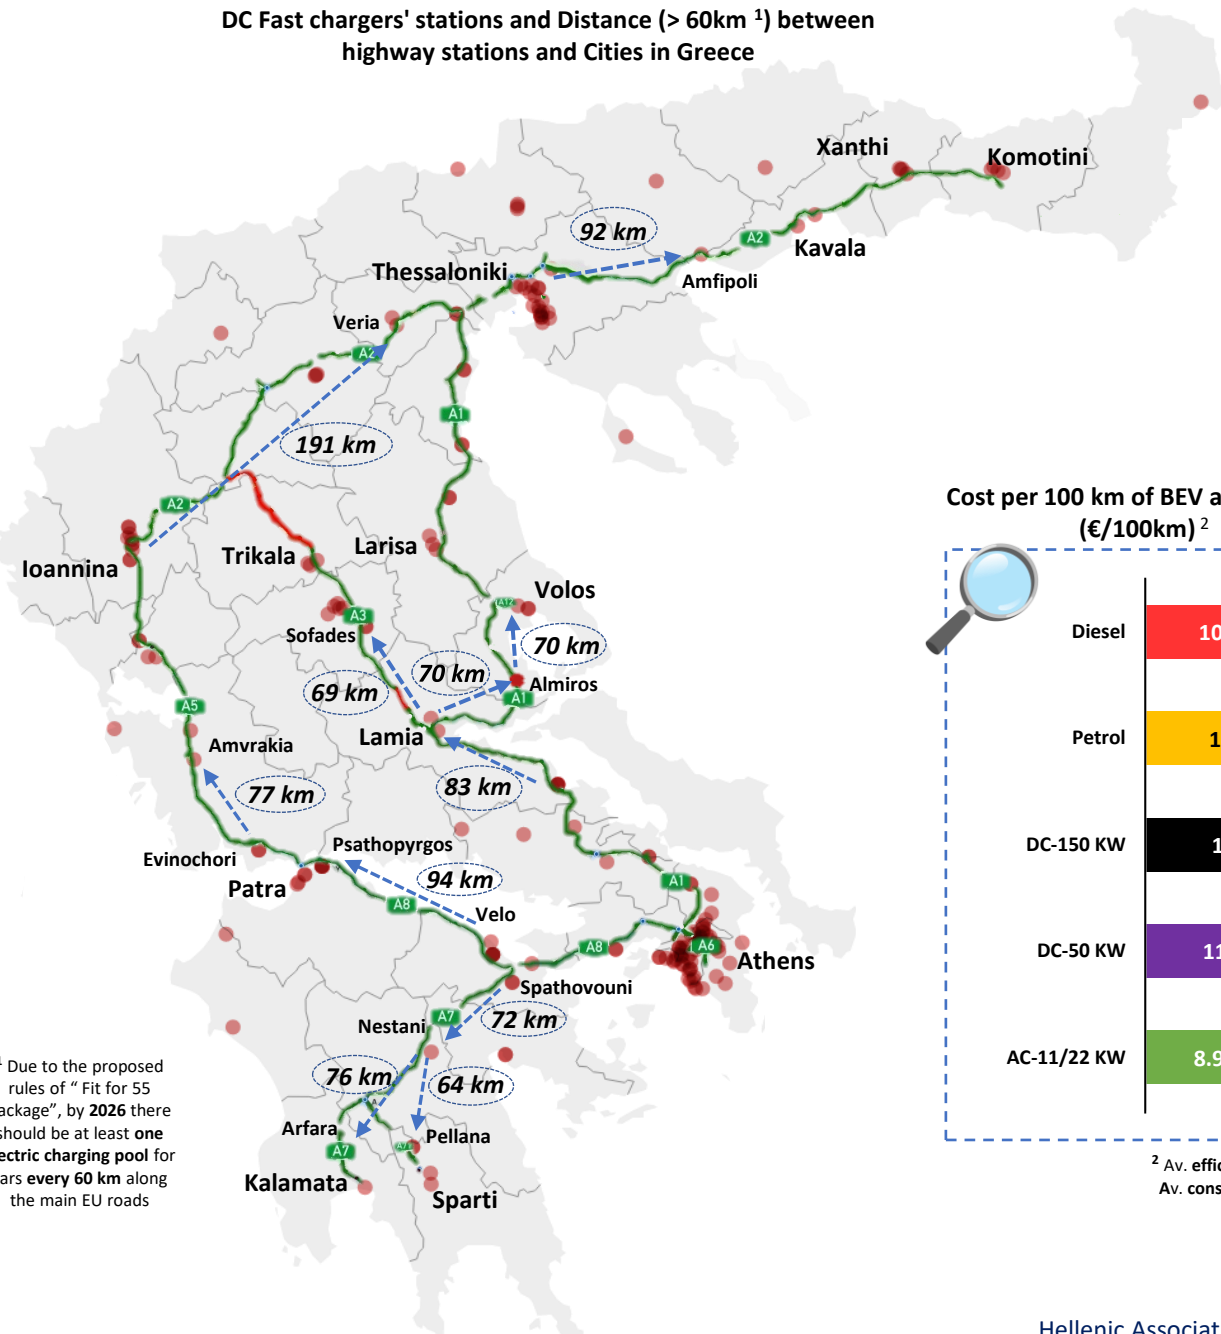 DC Fast chargers' stations and Distance (> 60km ¹) between
highway stations and Cities in Greece
Xanthi
Komotini
92 km
A2
Kavala
Thessaloniki
Amfipoli
Veria
A2
A1
191 km
A2
Ioannina
Trikala
Larisa
A12
Volos
A3
Sofades
70 km
70 km
69 km
Almiros
A1
A5
Lamia
Amvrakia
83 km
77 km
Psathopyrgos
Evinochori
94 km
Patra
A1
A8
Velo
A8
A6
Athens
Spathovouni
A7
72 km
Nestani
76 km
64 km
Arfara
Pellana
A7
A71
Kalamata
Sparti
¹ Due to the proposed
rules of “ Fit for 55
ackage”, by 2026 there
should be at least one
ectric charging pool for
ars every 60 km along
the main EU roads
Cost per 100 km of BEV a
(€/100km) ²
Diesel
10
Petrol
1
DC-150 KW
1
DC-50 KW
11
AC-11/22 KW
8.9
² Av. effic
Av. cons
Hellenic Associat